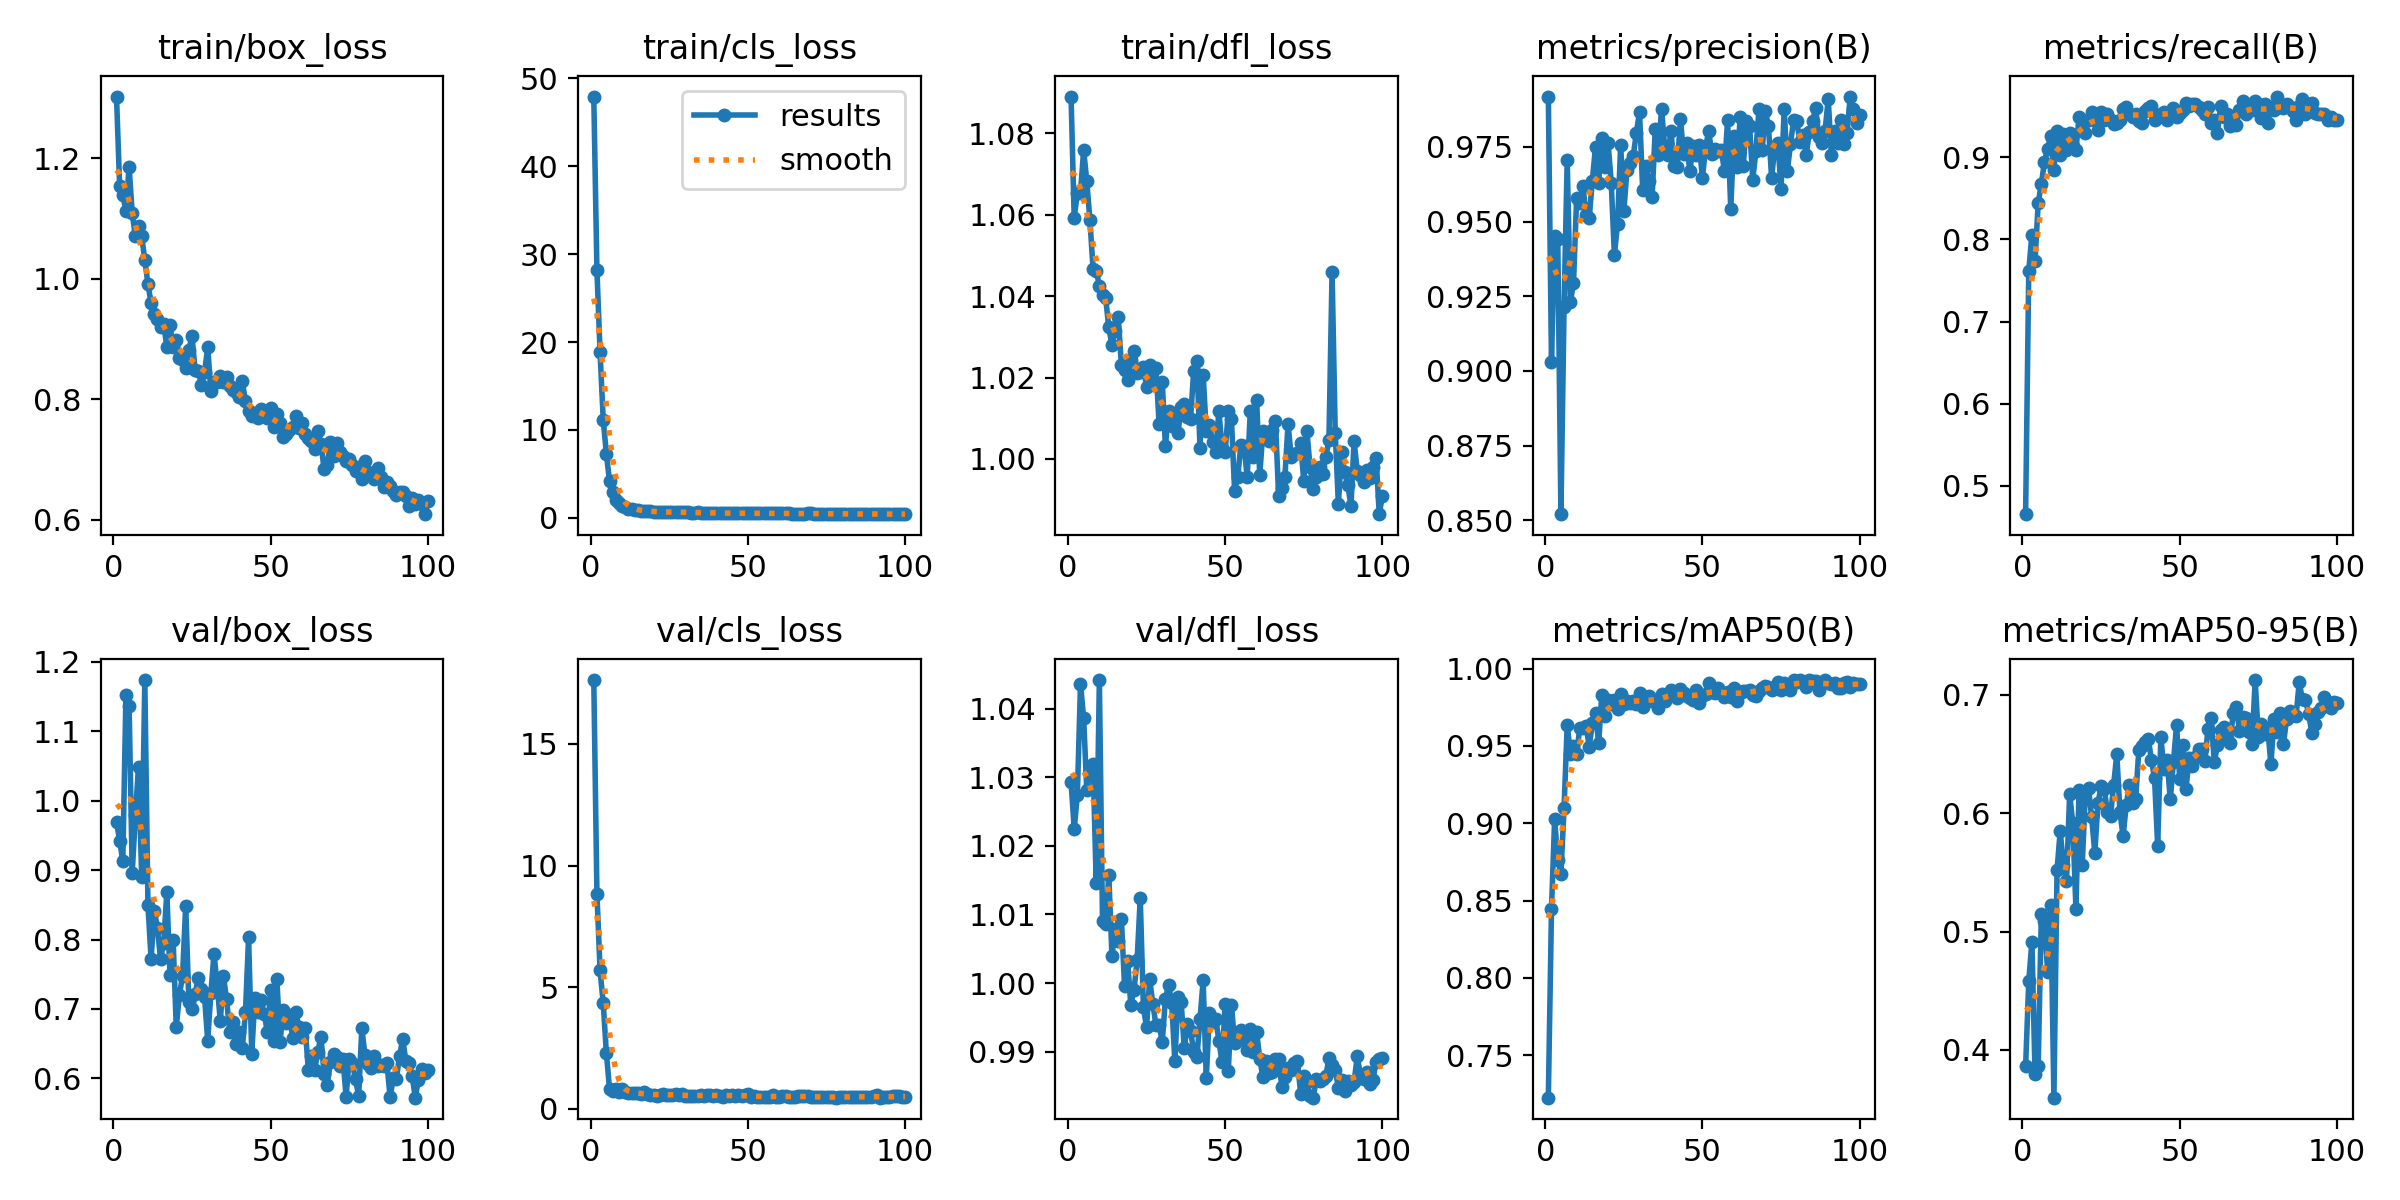 train/box_loss
1.2
1.0
0.8
0.6
0 50 100
train/cls_loss
results
smooth
50
40
30
20
10
0
0 50 100
train/dfl_loss
1.08
1.06
1.04
1.02
1.00
0 50 100
metrics/precision(B)
0.975
0.950
0.925
0.900
0.875
0.850
0 50 100
metrics/recall(B)
0.9
0.8
0.7
0.6
0.5
0 50 100
val/box_loss
1.2
1.1
1.0
0.9
0.8
0.7
0.6
0 50 100
val/cls_loss
15
10
5
0
0 50 100
val/dfl_loss
1.04
1.03
1.02
1.01
1.00
0.99
0 50 100
metrics/mAP50(B)
1.00
0.95
0.90
0.85
0.80
0.75
0 50 100
metrics/mAP50-95(B)
0.7
0.6
0.5
0.4
0 50 100